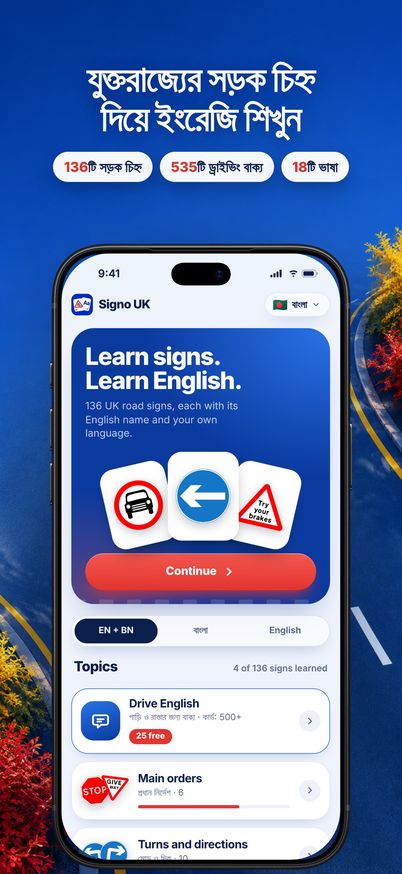 যুক্তরাজ্যের সড়ক চিহ্ন
দিয়ে ইংরেজি শিখুন
136টি সড়ক চিহ্ন 535টি ড্রাইভিং বাক্য 18টি ভাষা
9:41
Signo UK বাংলা
Learn signs.
Learn English.
136 UK road signs, each with its
English name and your own
language.
Try
your
brakes
Continue
EN + BN বাংলা English
Topics 4 of 136 signs learned
Drive English
গাড়ি ও রাস্তার জন্য বাক্য · কার্ড: 500+
25 free
STOP GIVE WAY Main orders
প্রধান নির্দেশ · 6
Turns and directions
মোড় ও দিক · 10